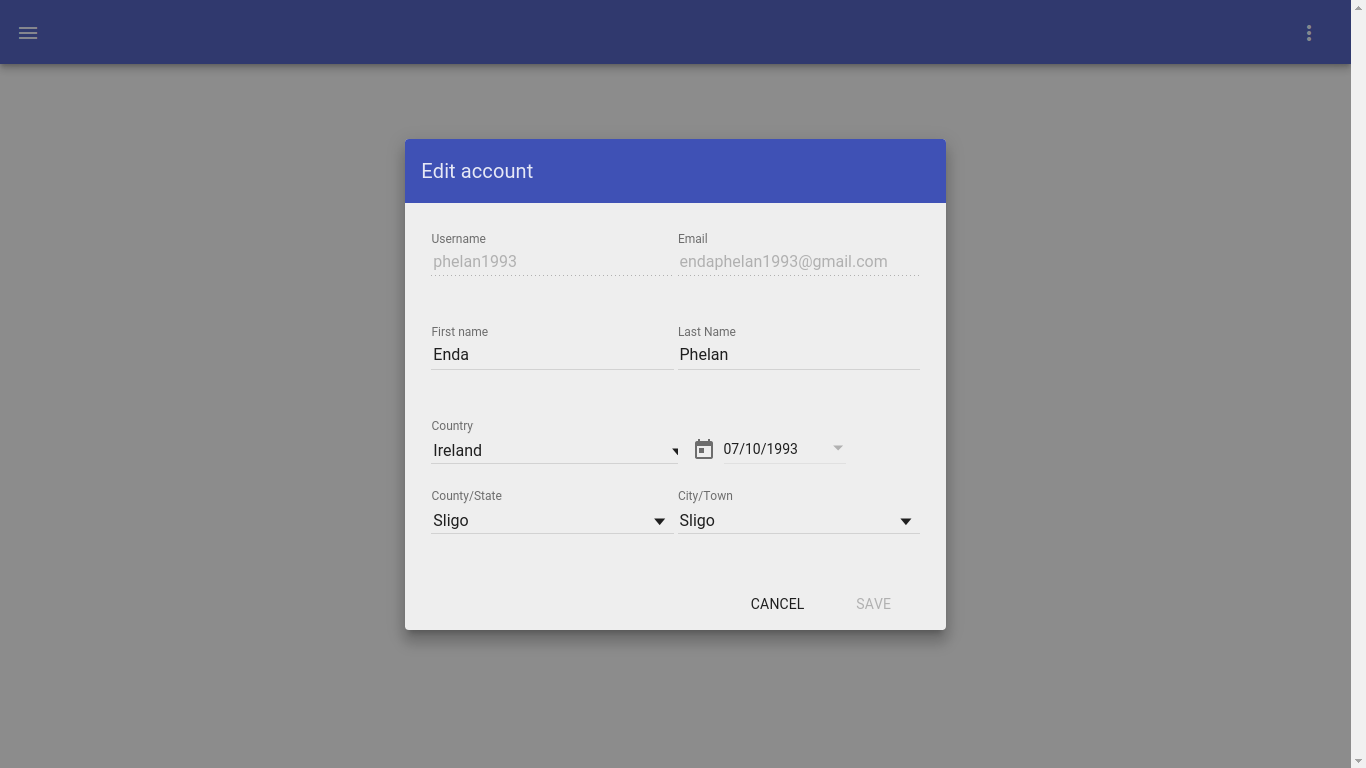 Edit account
Username Email
phelan1993 endaphelan1993@gmail.com
First name Last Name
Enda Phelan
Country
Ireland 07/10/1993
County/State City/Town
Sligo Sligo
CANCEL SAVE